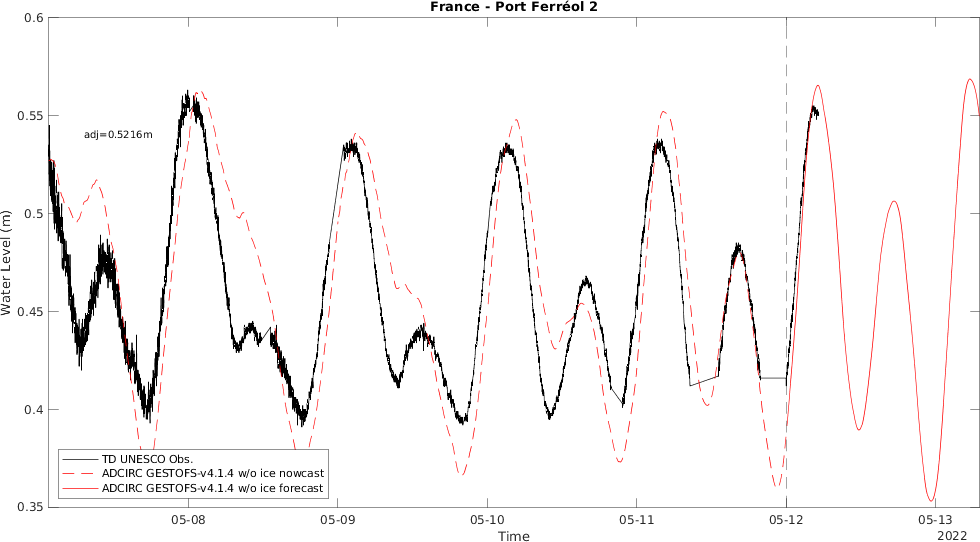 France - Port Ferréol 2
0.6
0.55
0.5
0.45
0.4
0.35
Water Level (m)
adj=0.5216m
TD UNESCO Obs.
ADCIRC GESTOFS-v4.1.4 w/o ice nowcast
ADCIRC GESTOFS-v4.1.4 w/o ice forecast
05-08 05-09 05-10 05-11 05-12 05-13
Time
2022